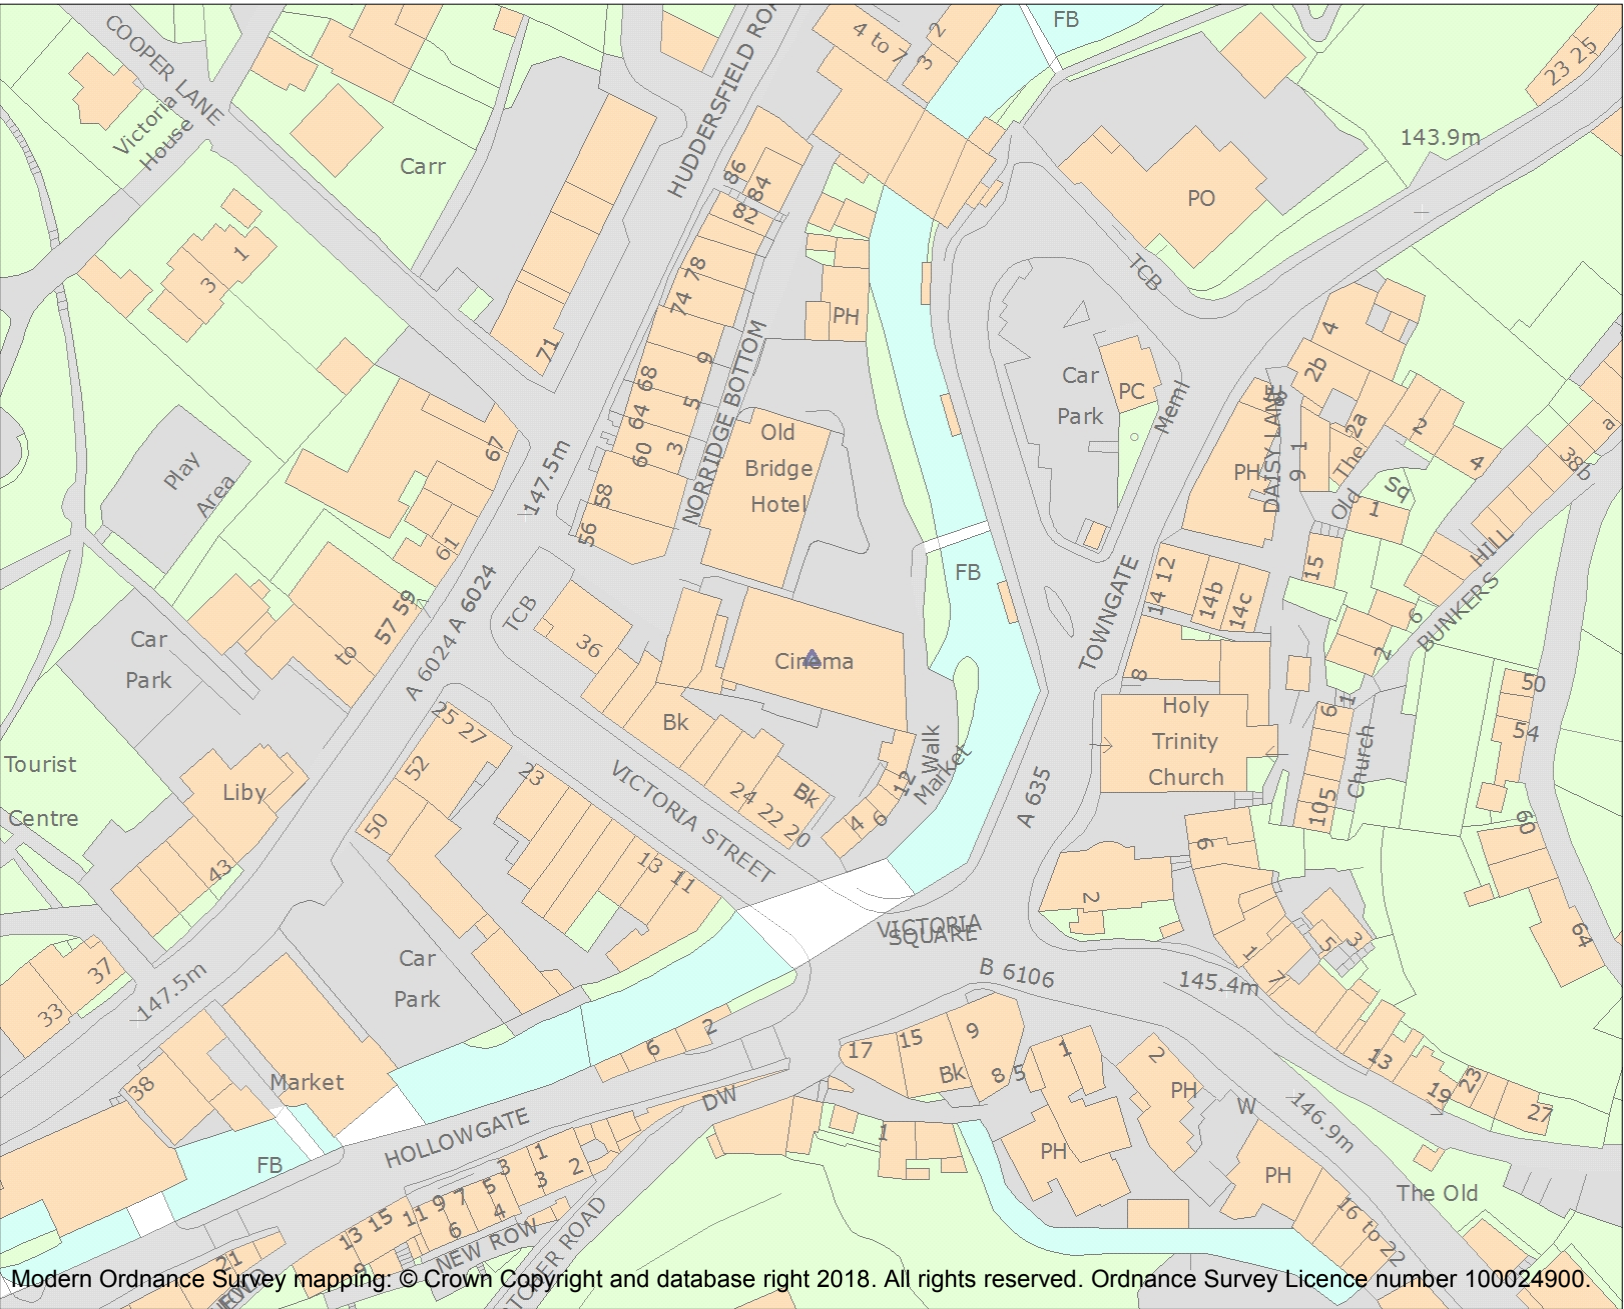 COOPER LANE
Victoria
House
Carr
HUDDERSFIELD
4 to 7
2
3
FB
23 25
143.9m
PO
TCB
86
84
82
78
74
68
64
60
58
56
9
5
3
NORRIDGE BOTTOM
PH
1
3
71
67
61
147.5m
Play
Area
Old
Bridge
Hotel
Car
Park
PC
Meml
PH
DAISY LANE
9 1
4
2b
2a
2
4
The
Old
Sq
1
15
38b
a
BUNKERS
HILL
FB
TOWNGATE
14 12
14b
14c
8
6
2
A 6024 A 6024
57 59
to
TCB
36
Cinema
Bk
Car
Park
Tourist
Centre
Liby
43
25 27
52
50
23
VICTORIA STREET
24 22 20
Bk
4 6
12
Market
Walk
13 11
A 635
Holy
Trinity
Church
6 1
105
Church
50
54
60
64
2
6
VICTORIA
SQUARE
B 6106
145.4m
1
7
5
3
37
33
147.5m
Car
Park
38
Market
FB
HOLLOWGATE
6
2
DW
17
15
9
Bk
8
5
1
PH
2
PH
W
146.9m
13
19
23
27
1
PH
The Old
16 to 22
13 15
11 9 7 5 3 1
6
4
3
2
9
NEW ROW
ROAD
21
Modern Ordnance Survey mapping: © Crown Copyright and database right 2018. All rights reserved. Ordnance Survey Licence number 100024900.